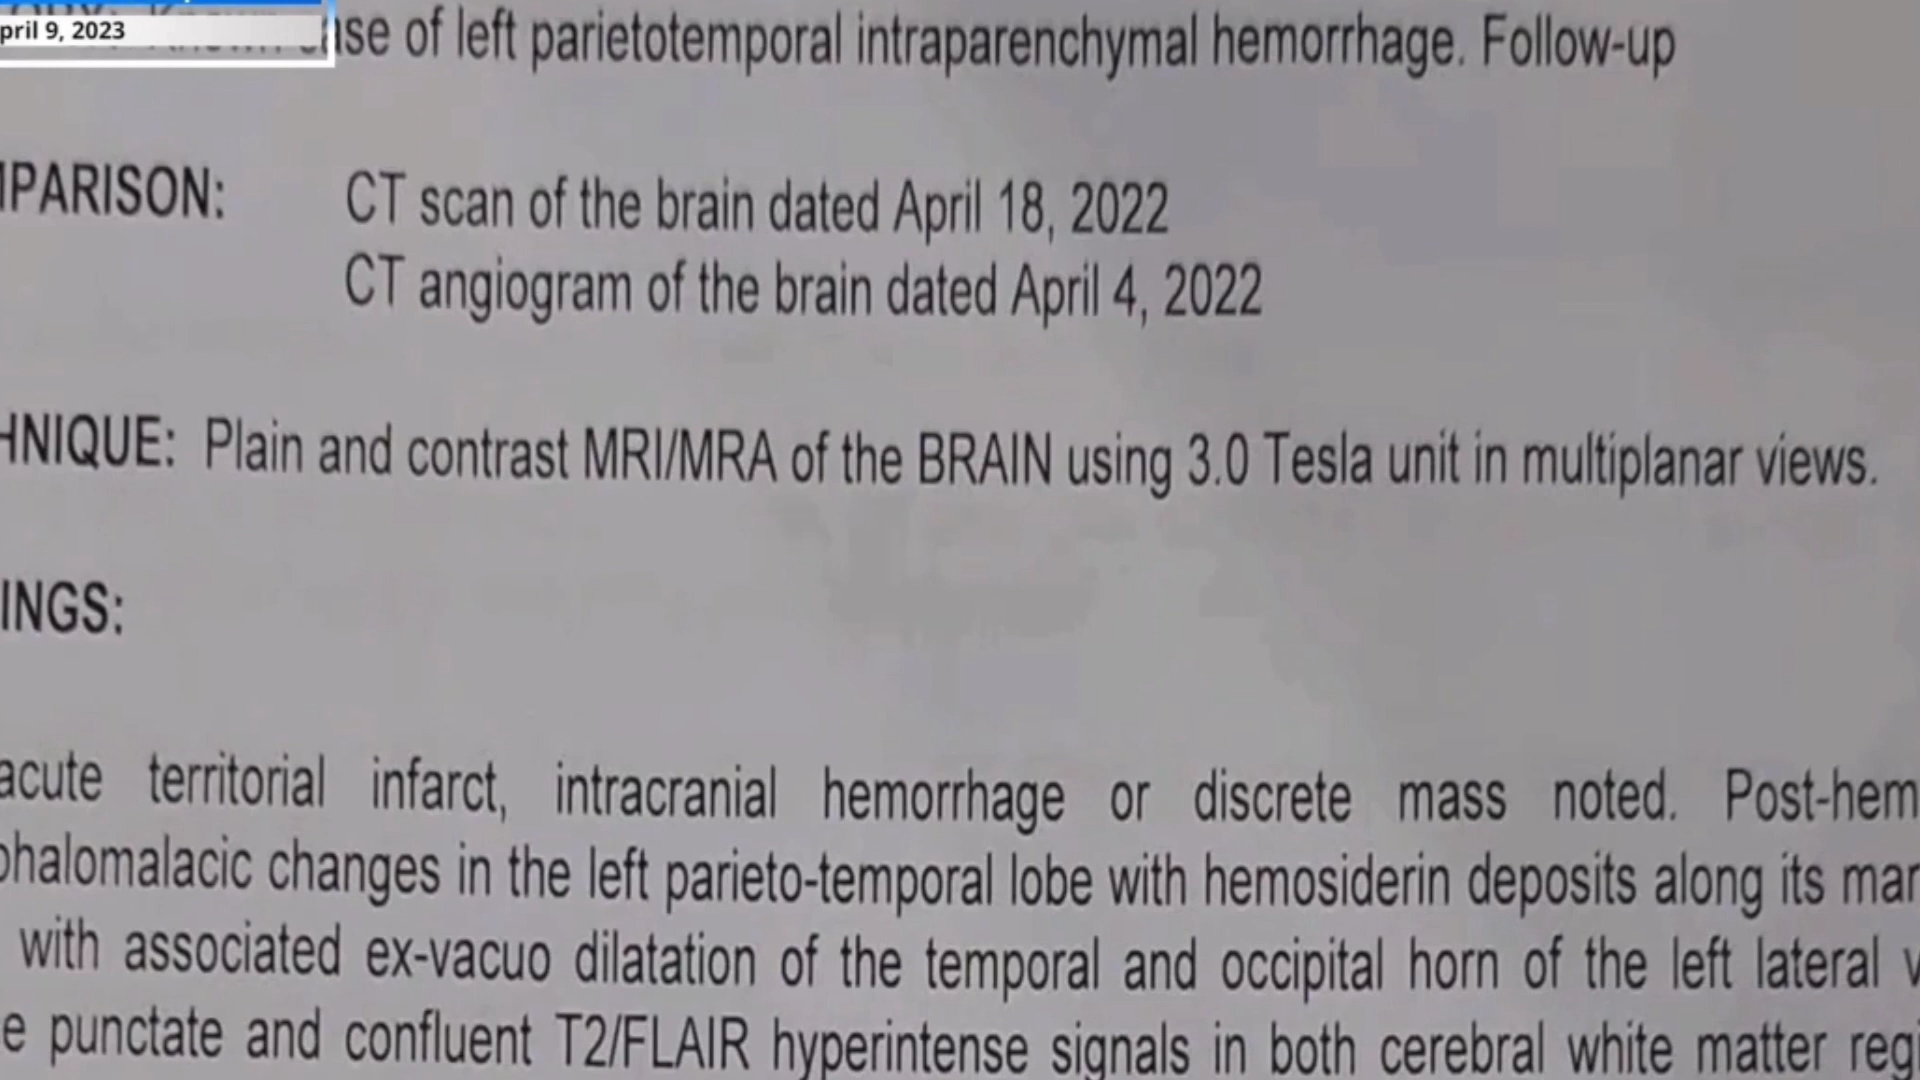 pril 9, 2023
ase of left parietotemporal intraparenchymal hemorrhage. Follow-up
MPARISON: CT scan of the brain dated April 18, 2022
CT angiogram of the brain dated April 4, 2022
HNIQUE: Plain and contrast MRI/MRA of the BRAIN using 3.0 Tesla unit in multiplanar views.
INGS:
acute territorial infarct, intracranial hemorrhage or discrete mass noted. Post-hem
phalomalacic changes in the left parieto-temporal lobe with hemosiderin deposits along its mar
with associated ex-vacuo dilatation of the temporal and occipital horn of the left lateral v
e punctate and confluent T2/FLAIR hyperintense signals in both cerebral white matter regi